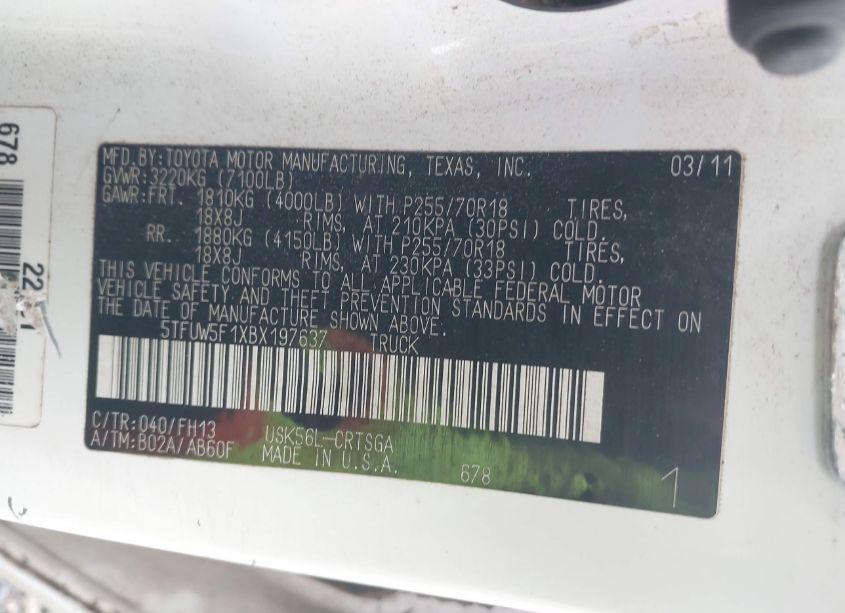 MFD.BY:TOYOTA MOTOR MANUFACTURING, TEXAS, INC. 03/11
GVWR:3220KG (7100LB)
GAWR:FRT. 1810KG (4000LB) WITH P255/70R18 TIRES,
18X8J RIMS, AT 210KPA (30PSI) COLD.
RR. 1880KG (4150LB) WITH P255/70R18 TIRES,
18X8J RIMS, AT 230KPA (33PSI) COLD.
THIS VEHICLE CONFORMS TO ALL APPLICABLE FEDERAL MOTOR
VEHICLE SAFETY AND THEFT PREVENTION STANDARDS IN EFFECT ON
THE DATE OF MANUFACTURE SHOWN ABOVE.
5TFUW5F1XBX197637 TRUCK
C/TR:040/FH13 USK56L-CRTSGA
A/TM:B02A/AB60F MADE IN U.S.A. 678 1
678